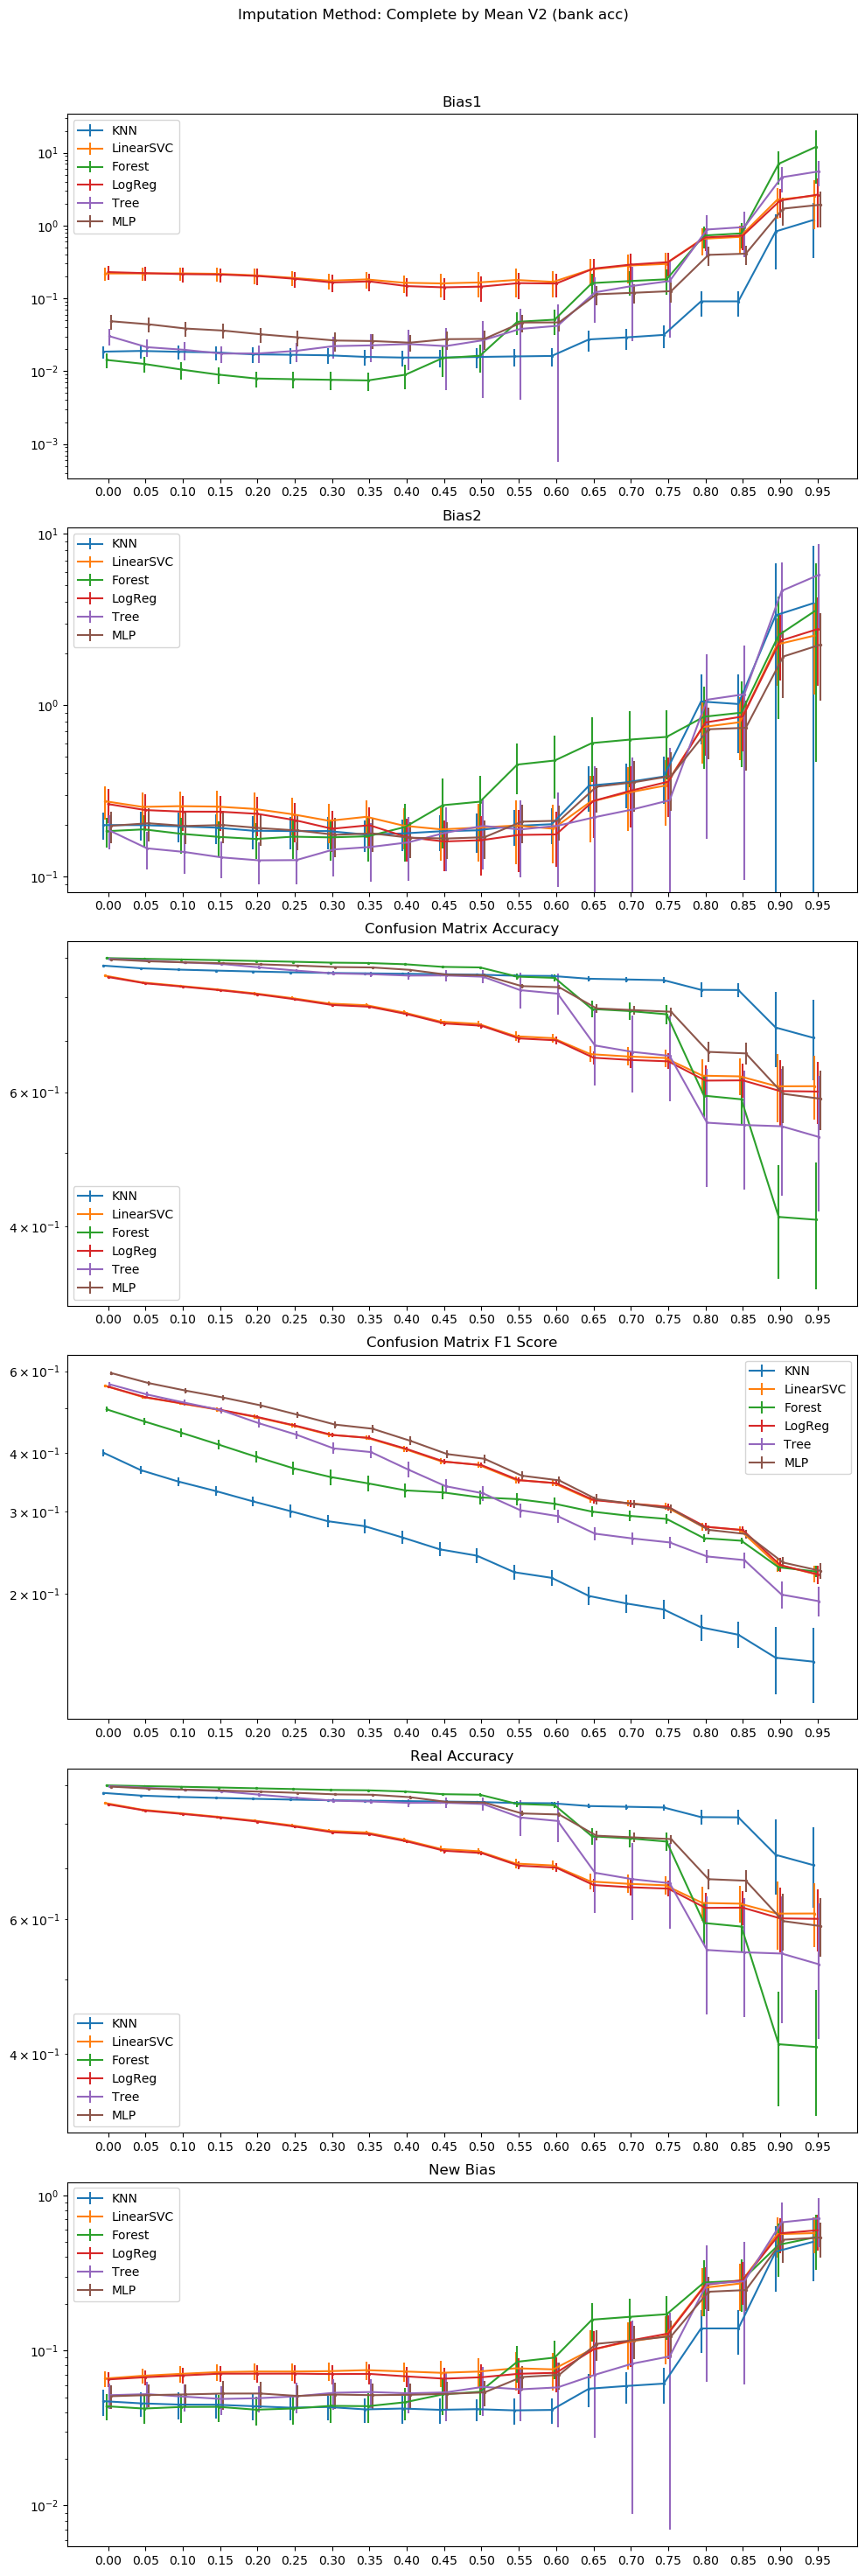 Imputation Method: Complete by Mean V2 (bank acc)
Bias1
KNN
LinearSVC
Forest
LogReg
Tree
MLP
10^1
10^0
10^-1
10^-2
10^-3
0.00 0.05 0.10 0.15 0.20 0.25 0.30 0.35 0.40 0.45 0.50 0.55 0.60 0.65 0.70 0.75 0.80 0.85 0.90 0.95
Bias2
KNN
LinearSVC
Forest
LogReg
Tree
MLP
10^1
10^0
10^-1
0.00 0.05 0.10 0.15 0.20 0.25 0.30 0.35 0.40 0.45 0.50 0.55 0.60 0.65 0.70 0.75 0.80 0.85 0.90 0.95
Confusion Matrix Accuracy
6 × 10^-1
4 × 10^-1
KNN
LinearSVC
Forest
LogReg
Tree
MLP
0.00 0.05 0.10 0.15 0.20 0.25 0.30 0.35 0.40 0.45 0.50 0.55 0.60 0.65 0.70 0.75 0.80 0.85 0.90 0.95
Confusion Matrix F1 Score
6 × 10^-1
4 × 10^-1
3 × 10^-1
2 × 10^-1
KNN
LinearSVC
Forest
LogReg
Tree
MLP
0.00 0.05 0.10 0.15 0.20 0.25 0.30 0.35 0.40 0.45 0.50 0.55 0.60 0.65 0.70 0.75 0.80 0.85 0.90 0.95
Real Accuracy
6 × 10^-1
4 × 10^-1
KNN
LinearSVC
Forest
LogReg
Tree
MLP
0.00 0.05 0.10 0.15 0.20 0.25 0.30 0.35 0.40 0.45 0.50 0.55 0.60 0.65 0.70 0.75 0.80 0.85 0.90 0.95
New Bias
KNN
LinearSVC
Forest
LogReg
Tree
MLP
10^0
10^-1
10^-2
0.00 0.05 0.10 0.15 0.20 0.25 0.30 0.35 0.40 0.45 0.50 0.55 0.60 0.65 0.70 0.75 0.80 0.85 0.90 0.95